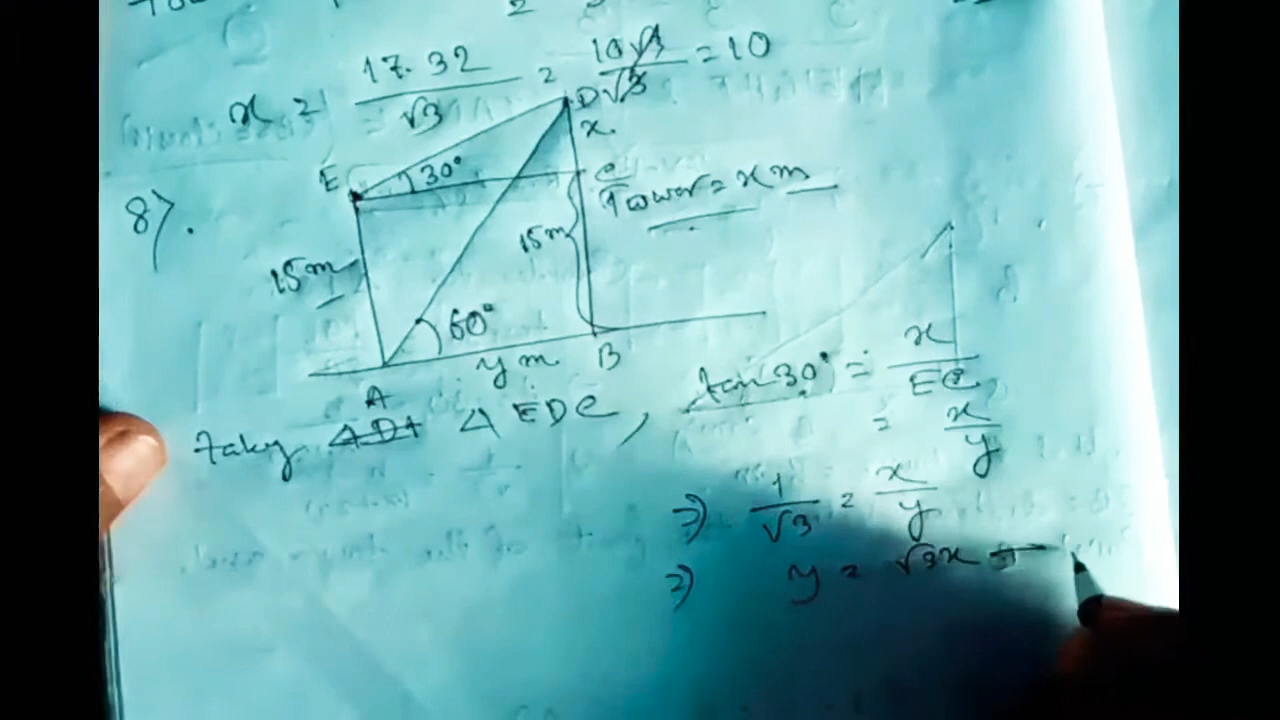 x = 17.32 / √3 = 10√3 / √3 = 10
8).
E
30°
D
x
C
Tower = x m
15m
15m
60°
y m
A
B
taking △ EDC,
tan 30° = x / EC
= x / y
⇒ 1 / √3 = x / y
⇒ y = √3x